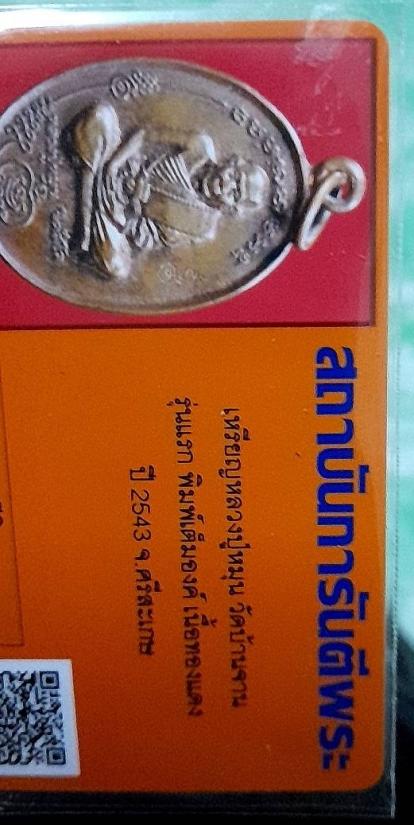 สถาบันการันตีพระ
เหรียญหลวงปู่หมุน วัดบ้านจาน
รุ่นแรก พิมพ์เต็มองค์ เนื้อทองแดง
ปี 2543 จ.ศรีสะเกษ